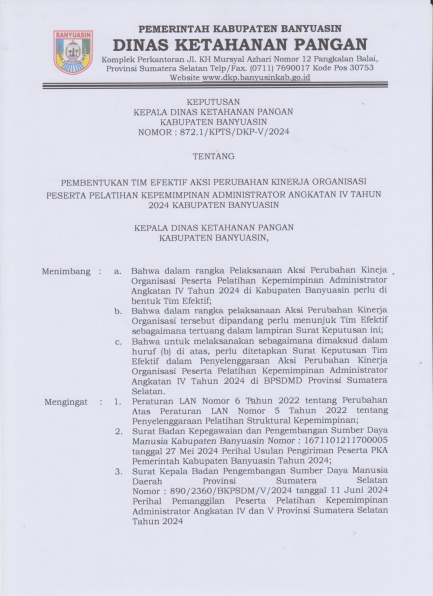 BANYUASIN
PEMERINTAH KABUPATEN BANYUASIN
DINAS KETAHANAN PANGAN
Komplek Perkantoran Jl. KH Mursyal Azhari Nomor 12 Pangkalan Balai,
Provinsi Sumatera Selatan Telp/Fax. (0711) 7690017 Kode Pos 30753
Website www.dkp.banyusinkab.go.id
KEPUTUSAN
KEPALA DINAS KETAHANAN PANGAN
KABUPATEN BANYUASIN
NOMOR : 872.1/KPTS/DKP-V/2024
TENTANG
PEMBENTUKAN TIM EFEKTIF AKSI PERUBAHAN KINERJA ORGANISASI
PESERTA PELATIHAN KEPEMIMPINAN ADMINISTRATOR ANGKATAN IV TAHUN
2024 KABUPATEN BANYUASIN
KEPALA DINAS KETAHANAN PANGAN
KABUPATEN BANYUASIN,
Menimbang : a. Bahwa dalam rangka Pelaksanaan Aksi Perubahan Kineja
Organisasi Peserta Pelatihan Kepemimpinan Administrator
Angkatan IV Tahun 2024 di Kabupaten Banyuasin perlu di
bentuk Tim Efektif;
b. Bahwa dalam rangka pelaksanaan Aksi Perubahan Kinerja
Organisasi tersebut dipandang perlu menunjuk Tim Efektif
sebagaimana tertuang dalam lampiran Surat Keputusan ini;
c. Bahwa untuk melaksanakan sebagaimana dimaksud dalam
huruf (b) di atas, perlu ditetapkan Surat Keputusan Tim
Efektif dalam Penyelenggaraan Aksi Perubahan Kinerja
Organisasi Peserta Pelatihan Kepemimpinan Administrator
Angkatan IV Tahun 2024 di BPSDMD Provinsi Sumatera
Selatan.
Mengingat : 1. Peraturan LAN Nomor 6 Tahun 2022 tentang Perubahan
Atas Peraturan LAN Nomor 5 Tahun 2022 tentang
Penyelenggaraan Pelatihan Struktural Kepemimpinan;
2. Surat Badan Kepegawaian dan Pengembangan Sumber Daya
Manusia Kabupaten Banyuasin Nomor : 1671101211700005
tanggal 27 Mei 2024 Perihal Usulan Pengiriman Peserta PKA
Pemerintah Kabupaten Banyuasin Tahun 2024;
3. Surat Kepala Badan Pengembangan Sumber Daya Manusia
Daerah Provinsi Sumatera Selatan
Nomor : 890/2360/BKPSDM/V/2024 tanggal 11 Juni 2024
Perihal Pemanggilan Peserta Pelatihan Kepemimpinan
Administrator Angkatan IV dan V Provinsi Sumatera Selatan
Tahun 2024